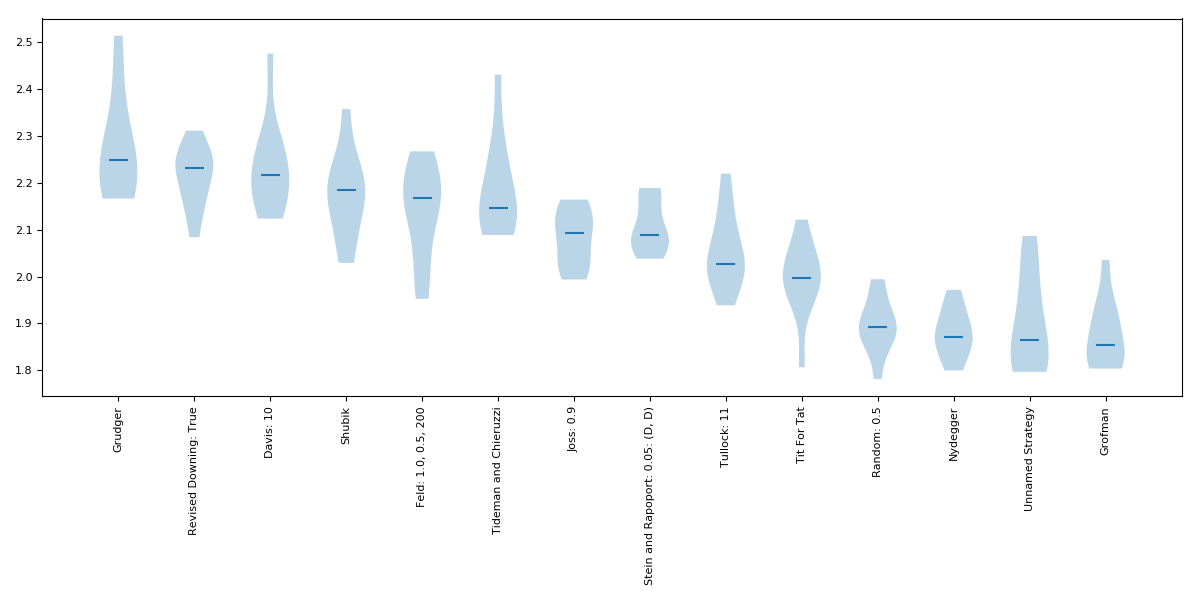 2.5
2.4
2.3
2.2
2.1
2.0
1.9
1.8
Grudger
Revised Downing: True
Davis: 10
Shubik
Feld: 1.0, 0.5, 200
Tideman and Chieruzzi
Joss: 0.9
Stein and Rapoport: 0.05: (D, D)
Tullock: 11
Tit For Tat
Random: 0.5
Nydegger
Unnamed Strategy
Grofman